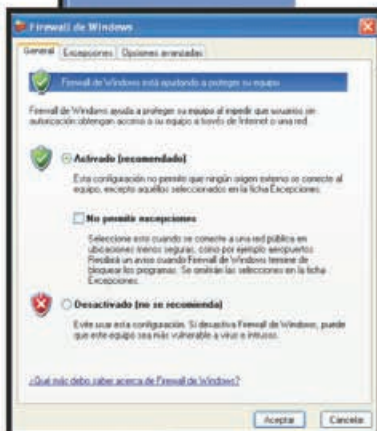 Firewall de Windows
General Excepciones Opciones avanzadas
Firewall de Windows está ayudando a proteger su equipo
Firewall de Windows ayuda a proteger su equipo al impedir que usuarios sin
autorización obtengan acceso a su equipo a través de Internet o una red.
Activado (recomendado)
Esta configuración no permite que ningún origen externo se conecte al
equipo, excepto aquéllos seleccionados en la ficha Excepciones.
No permitir excepciones
Seleccione esto cuando se conecte a una red pública en
ubicaciones menos seguras, como por ejemplo aeropuertos.
Recibirá un aviso cuando Firewall de Windows termine de
bloquear los programas. Se omitirán las selecciones en la ficha
Excepciones.
Desactivado (no se recomienda)
Evite usar esta configuración. Si desactiva Firewall de Windows, puede
que este equipo sea más vulnerable a virus o intrusos.
¿Qué más debo saber acerca de Firewall de Windows?
Aceptar Cancelar